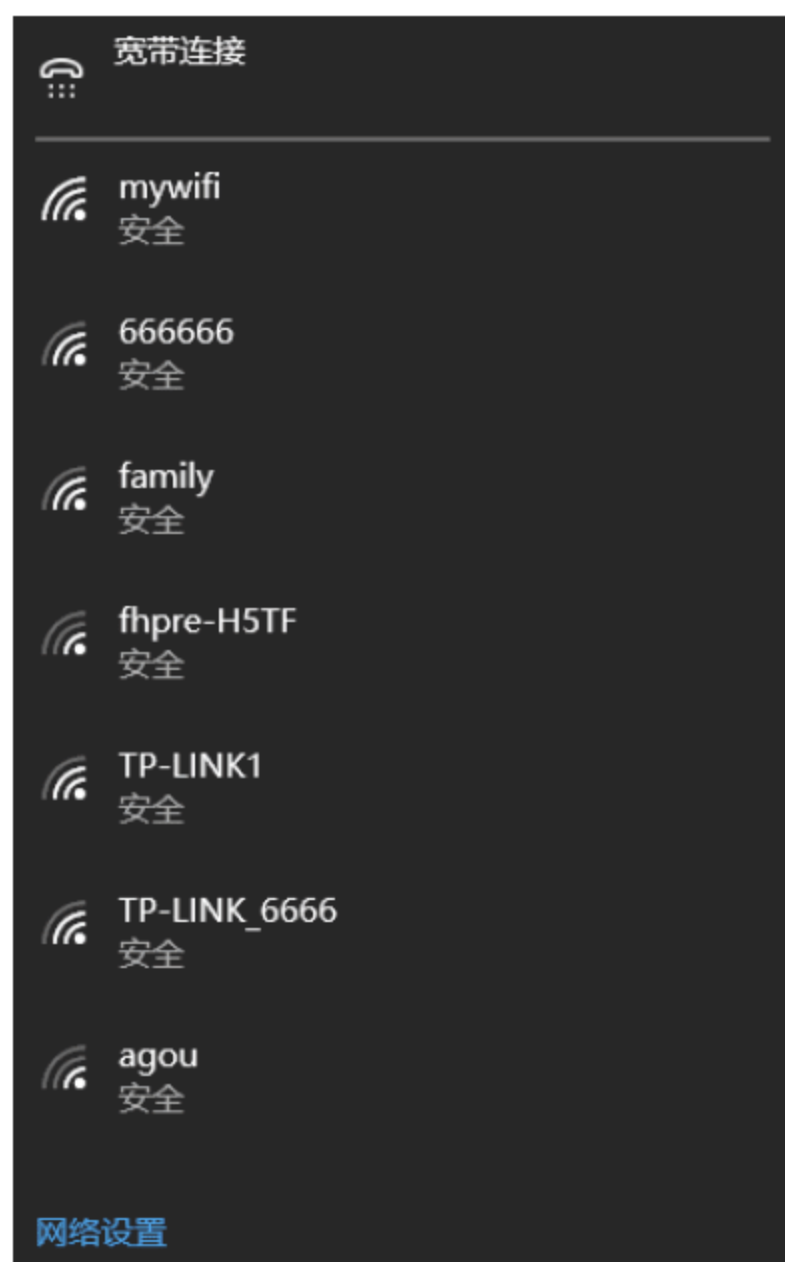 宽带连接
mywifi
安全
666666
安全
family
安全
fhpre-H5TF
安全
TP-LINK1
安全
TP-LINK_6666
安全
agou
安全
网络设置